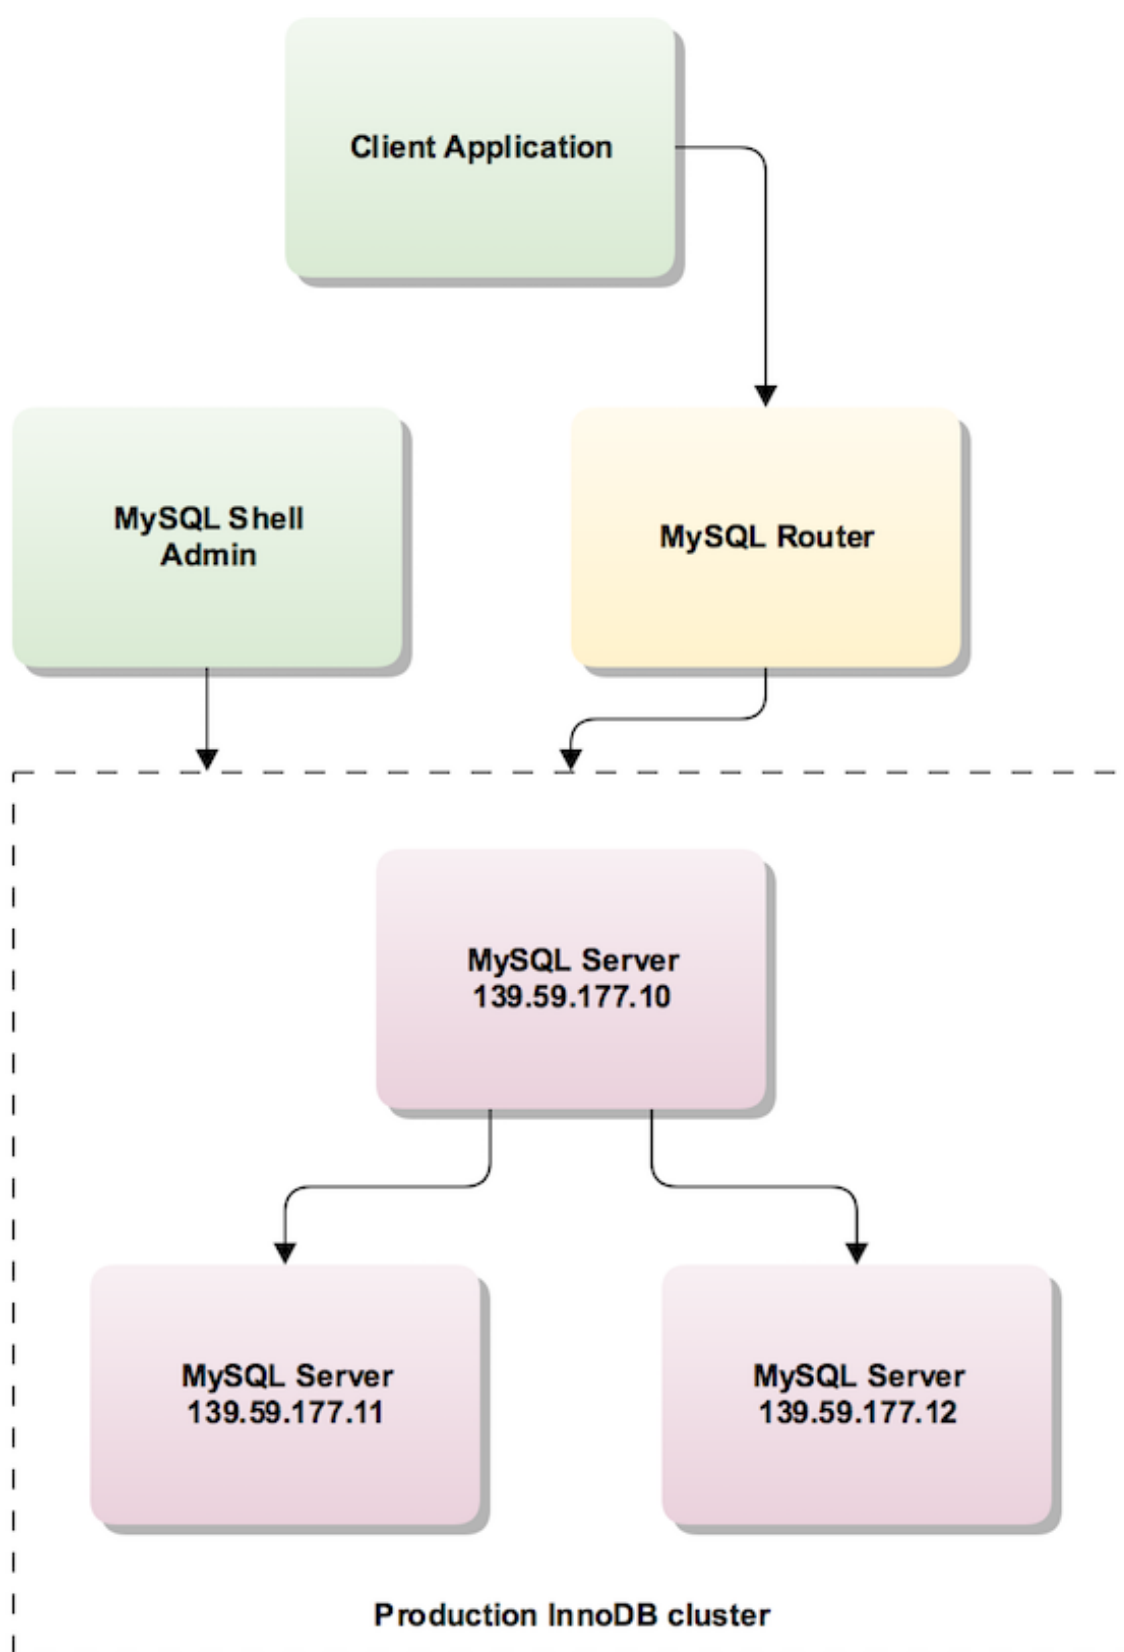 Client Application
MySQL Shell
Admin
MySQL Router
MySQL Server
139.59.177.10
MySQL Server
139.59.177.11
MySQL Server
139.59.177.12
Production InnoDB cluster